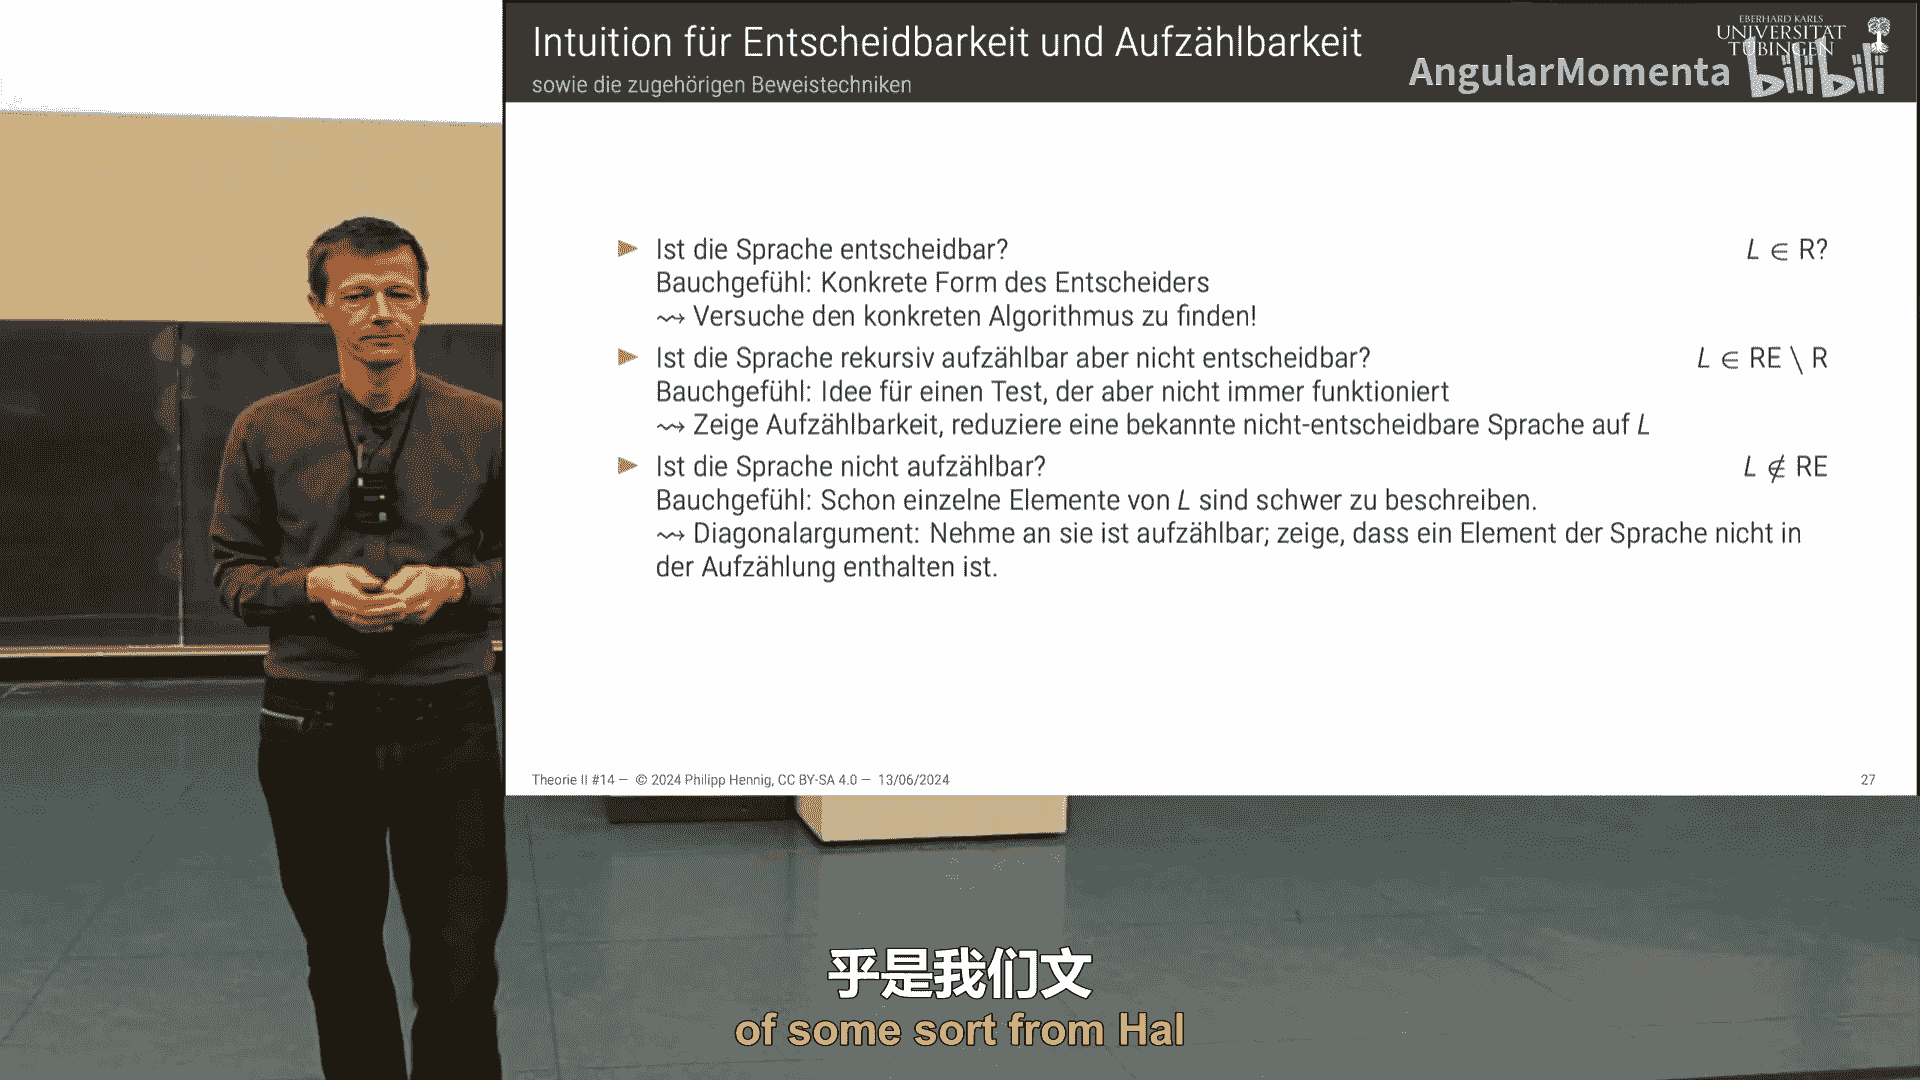 Intuition für Entscheidbarkeit und Aufzählbarkeit
sowie die zugehörigen Beweistechniken
EBERHARD KARLS
UNIVERSITÄT
TÜBINGEN
AngularMomenta
bilibili
Ist die Sprache entscheidbar? L ∈ R?
Bauchgefühl: Konkrete Form des Entscheiders
⇝ Versuche den konkreten Algorithmus zu finden!
Ist die Sprache rekursiv aufzählbar aber nicht entscheidbar? L ∈ RE \ R
Bauchgefühl: Idee für einen Test, der aber nicht immer funktioniert
⇝ Zeige Aufzählbarkeit, reduziere eine bekannte nicht-entscheidbare Sprache auf L
Ist die Sprache nicht aufzählbar? L ∉ RE
Bauchgefühl: Schon einzelne Elemente von L sind schwer zu beschreiben.
⇝ Diagonalargument: Nehme an sie ist aufzählbar; zeige, dass ein Element der Sprache nicht in
der Aufzählung enthalten ist.
Theorie II #14 — © 2024 Philipp Hennig, CC BY-SA 4.0 — 13/06/2024 27
乎是我们文
of some sort from Hal